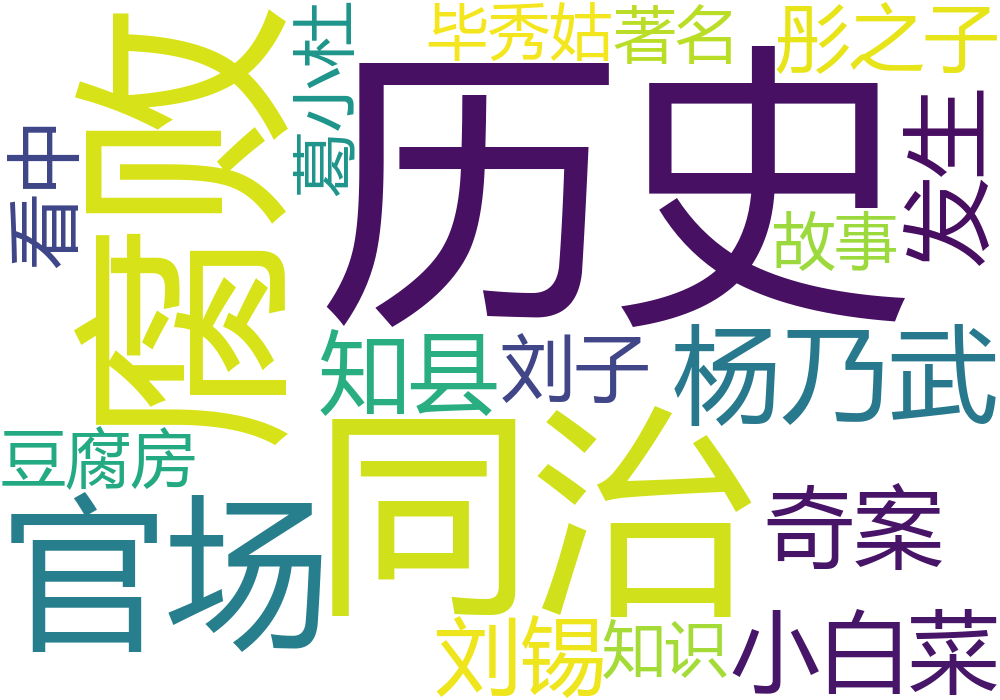 毕秀姑
著名
彤之子
历史
腐败
葛小杜
看中
发生
故事
知县
刘子
杨乃武
同治
豆腐房
官场
奇案
刘锡
知识
小白菜